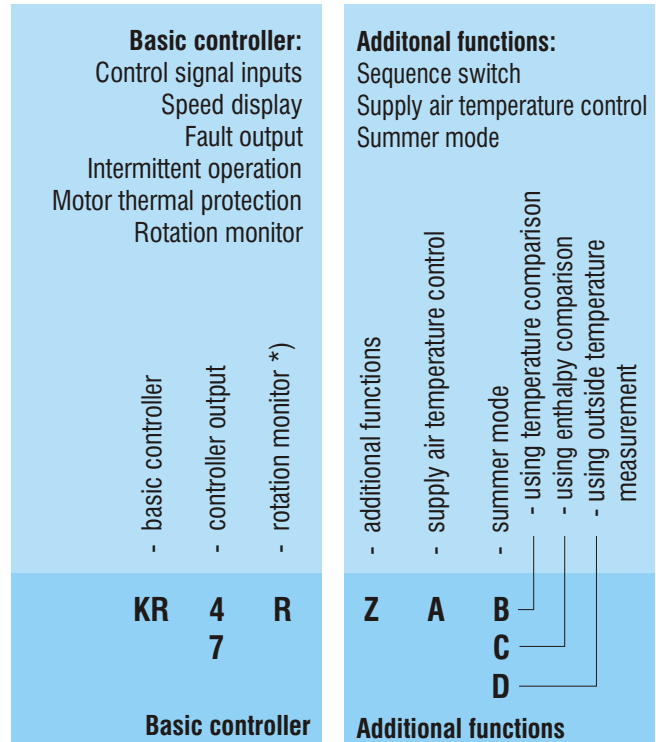 Basic controller:
Control signal inputs
Speed display
Fault output
Intermittent operation
Motor thermal protection
Rotation monitor
- basic controller
- controller output
- rotation monitor *)
KR 4 R
7
Basic controller
Additonal functions:
Sequence switch
Supply air temperature control
Summer mode
- additional functions
- supply air temperature control
- summer mode
- using temperature comparison
- using enthalpy comparison
- using outside temperature
measurement
Z A B
C
D
Additional functions